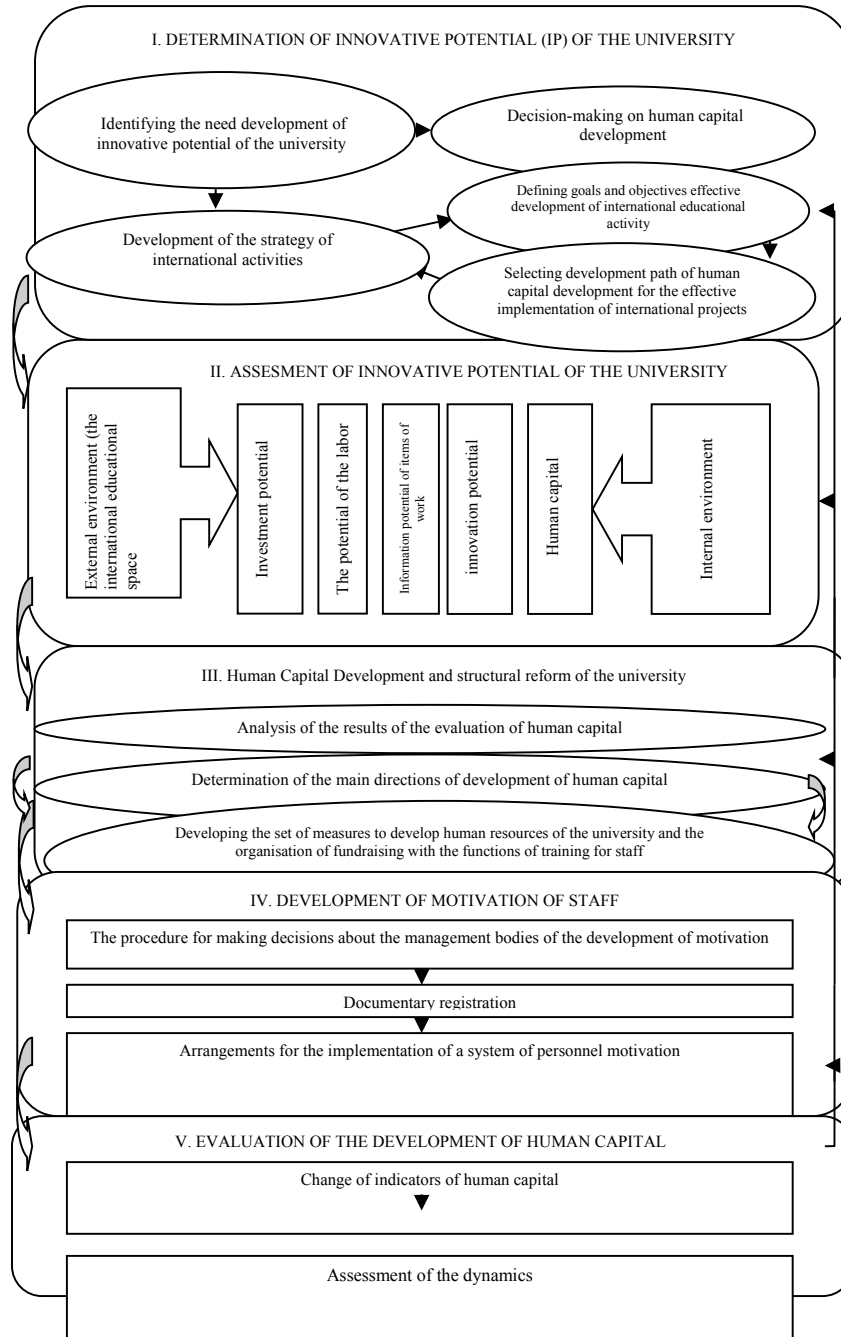 I. DETERMINATION OF INNOVATIVE POTENTIAL (IP) OF THE UNIVERSITY
Identifying the need development of
innovative potential of the university
Decision-making on human capital
development
Defining goals and objectives effective
development of international educational
activity
Development of the strategy of
international activities
Selecting development path of human
capital development for the effective
implementation of international projects
II. ASSESMENT OF INNOVATIVE POTENTIAL OF THE UNIVERSITY
External environment (the
international educational
space
Investment potential
The potential of the labor
Information potential of items of
work
innovation potential
Human capital
Internal environment
III. Human Capital Development and structural reform of the university
Analysis of the results of the evaluation of human capital
Determination of the main directions of development of human capital
Developing the set of measures to develop human resources of the university and the
organisation of fundraising with the functions of training for staff
IV. DEVELOPMENT OF MOTIVATION OF STAFF
The procedure for making decisions about the management bodies of the development of motivation
Documentary registration
Arrangements for the implementation of a system of personnel motivation
V. EVALUATION OF THE DEVELOPMENT OF HUMAN CAPITAL
Change of indicators of human capital
Assessment of the dynamics